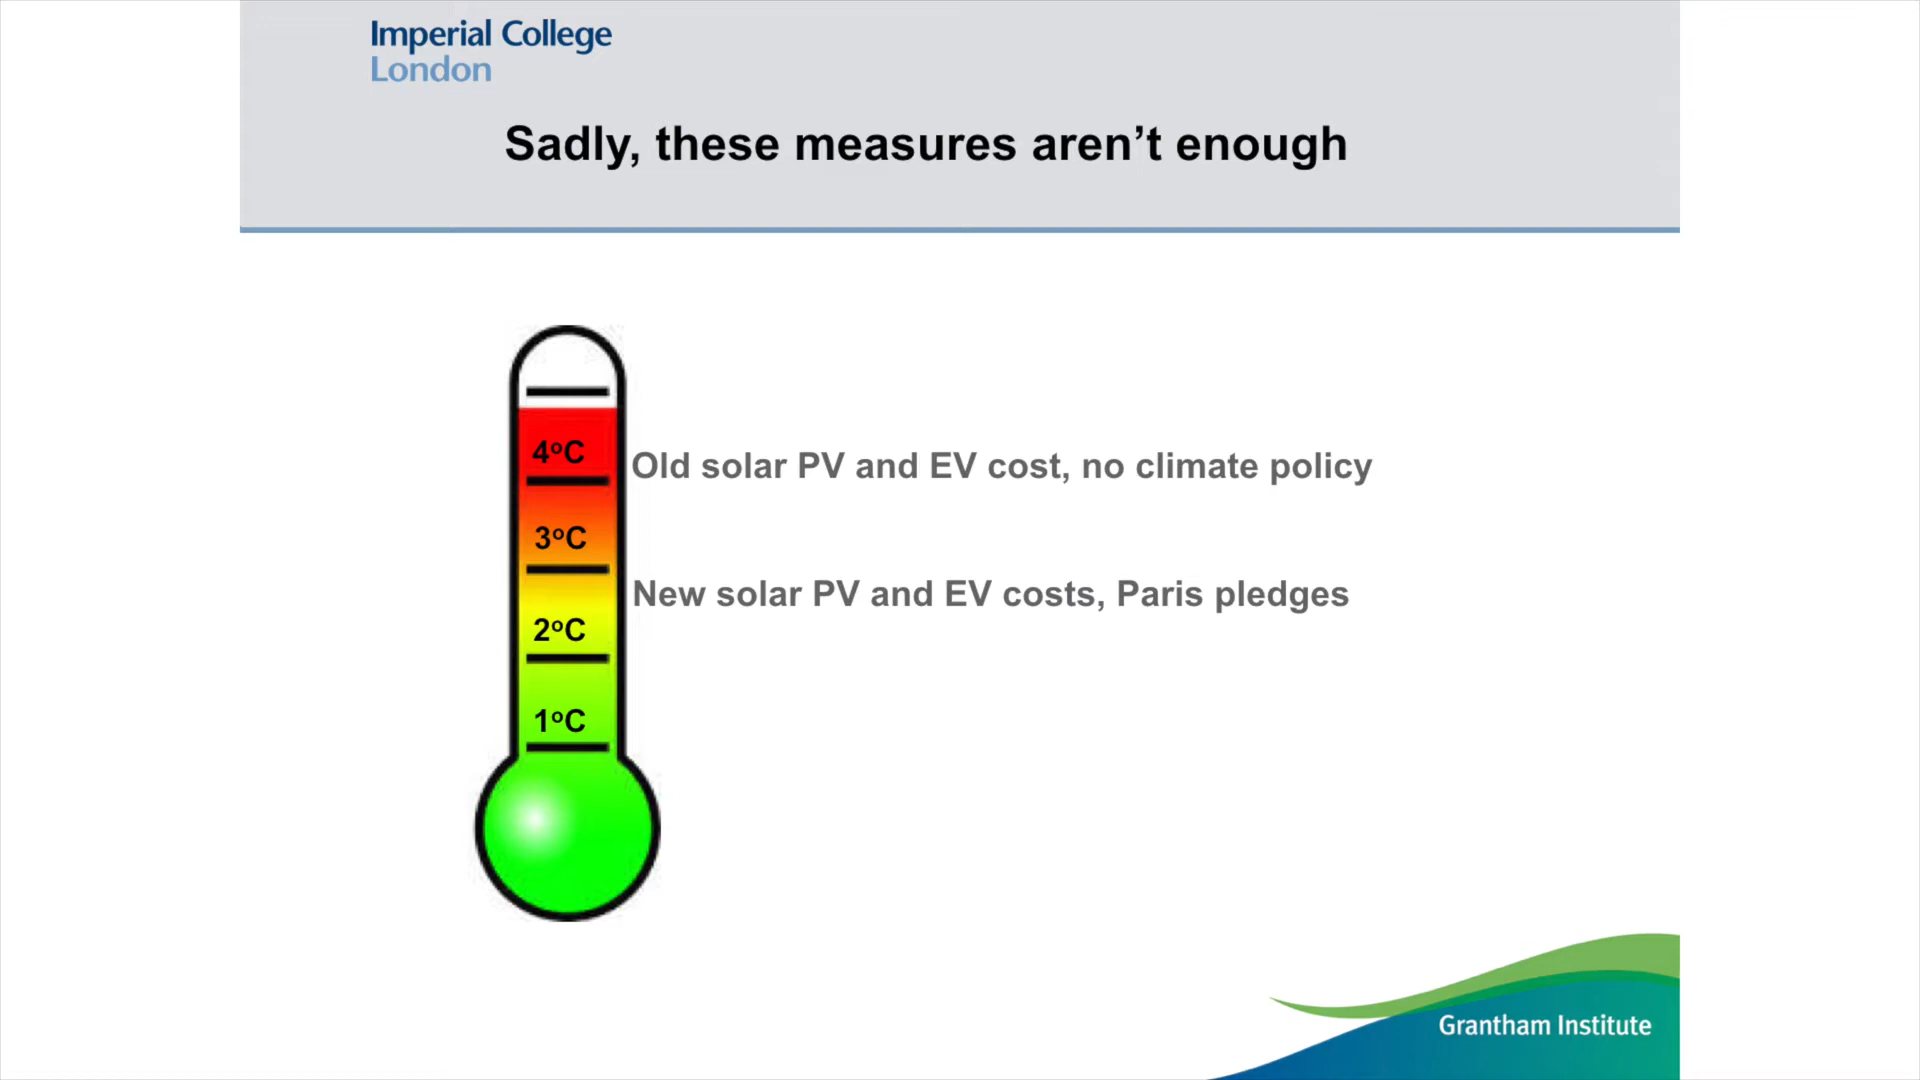 Imperial College
London
Sadly, these measures aren’t enough
4°C
Old solar PV and EV cost, no climate policy
3°C
New solar PV and EV costs, Paris pledges
2°C
1°C
Grantham Institute